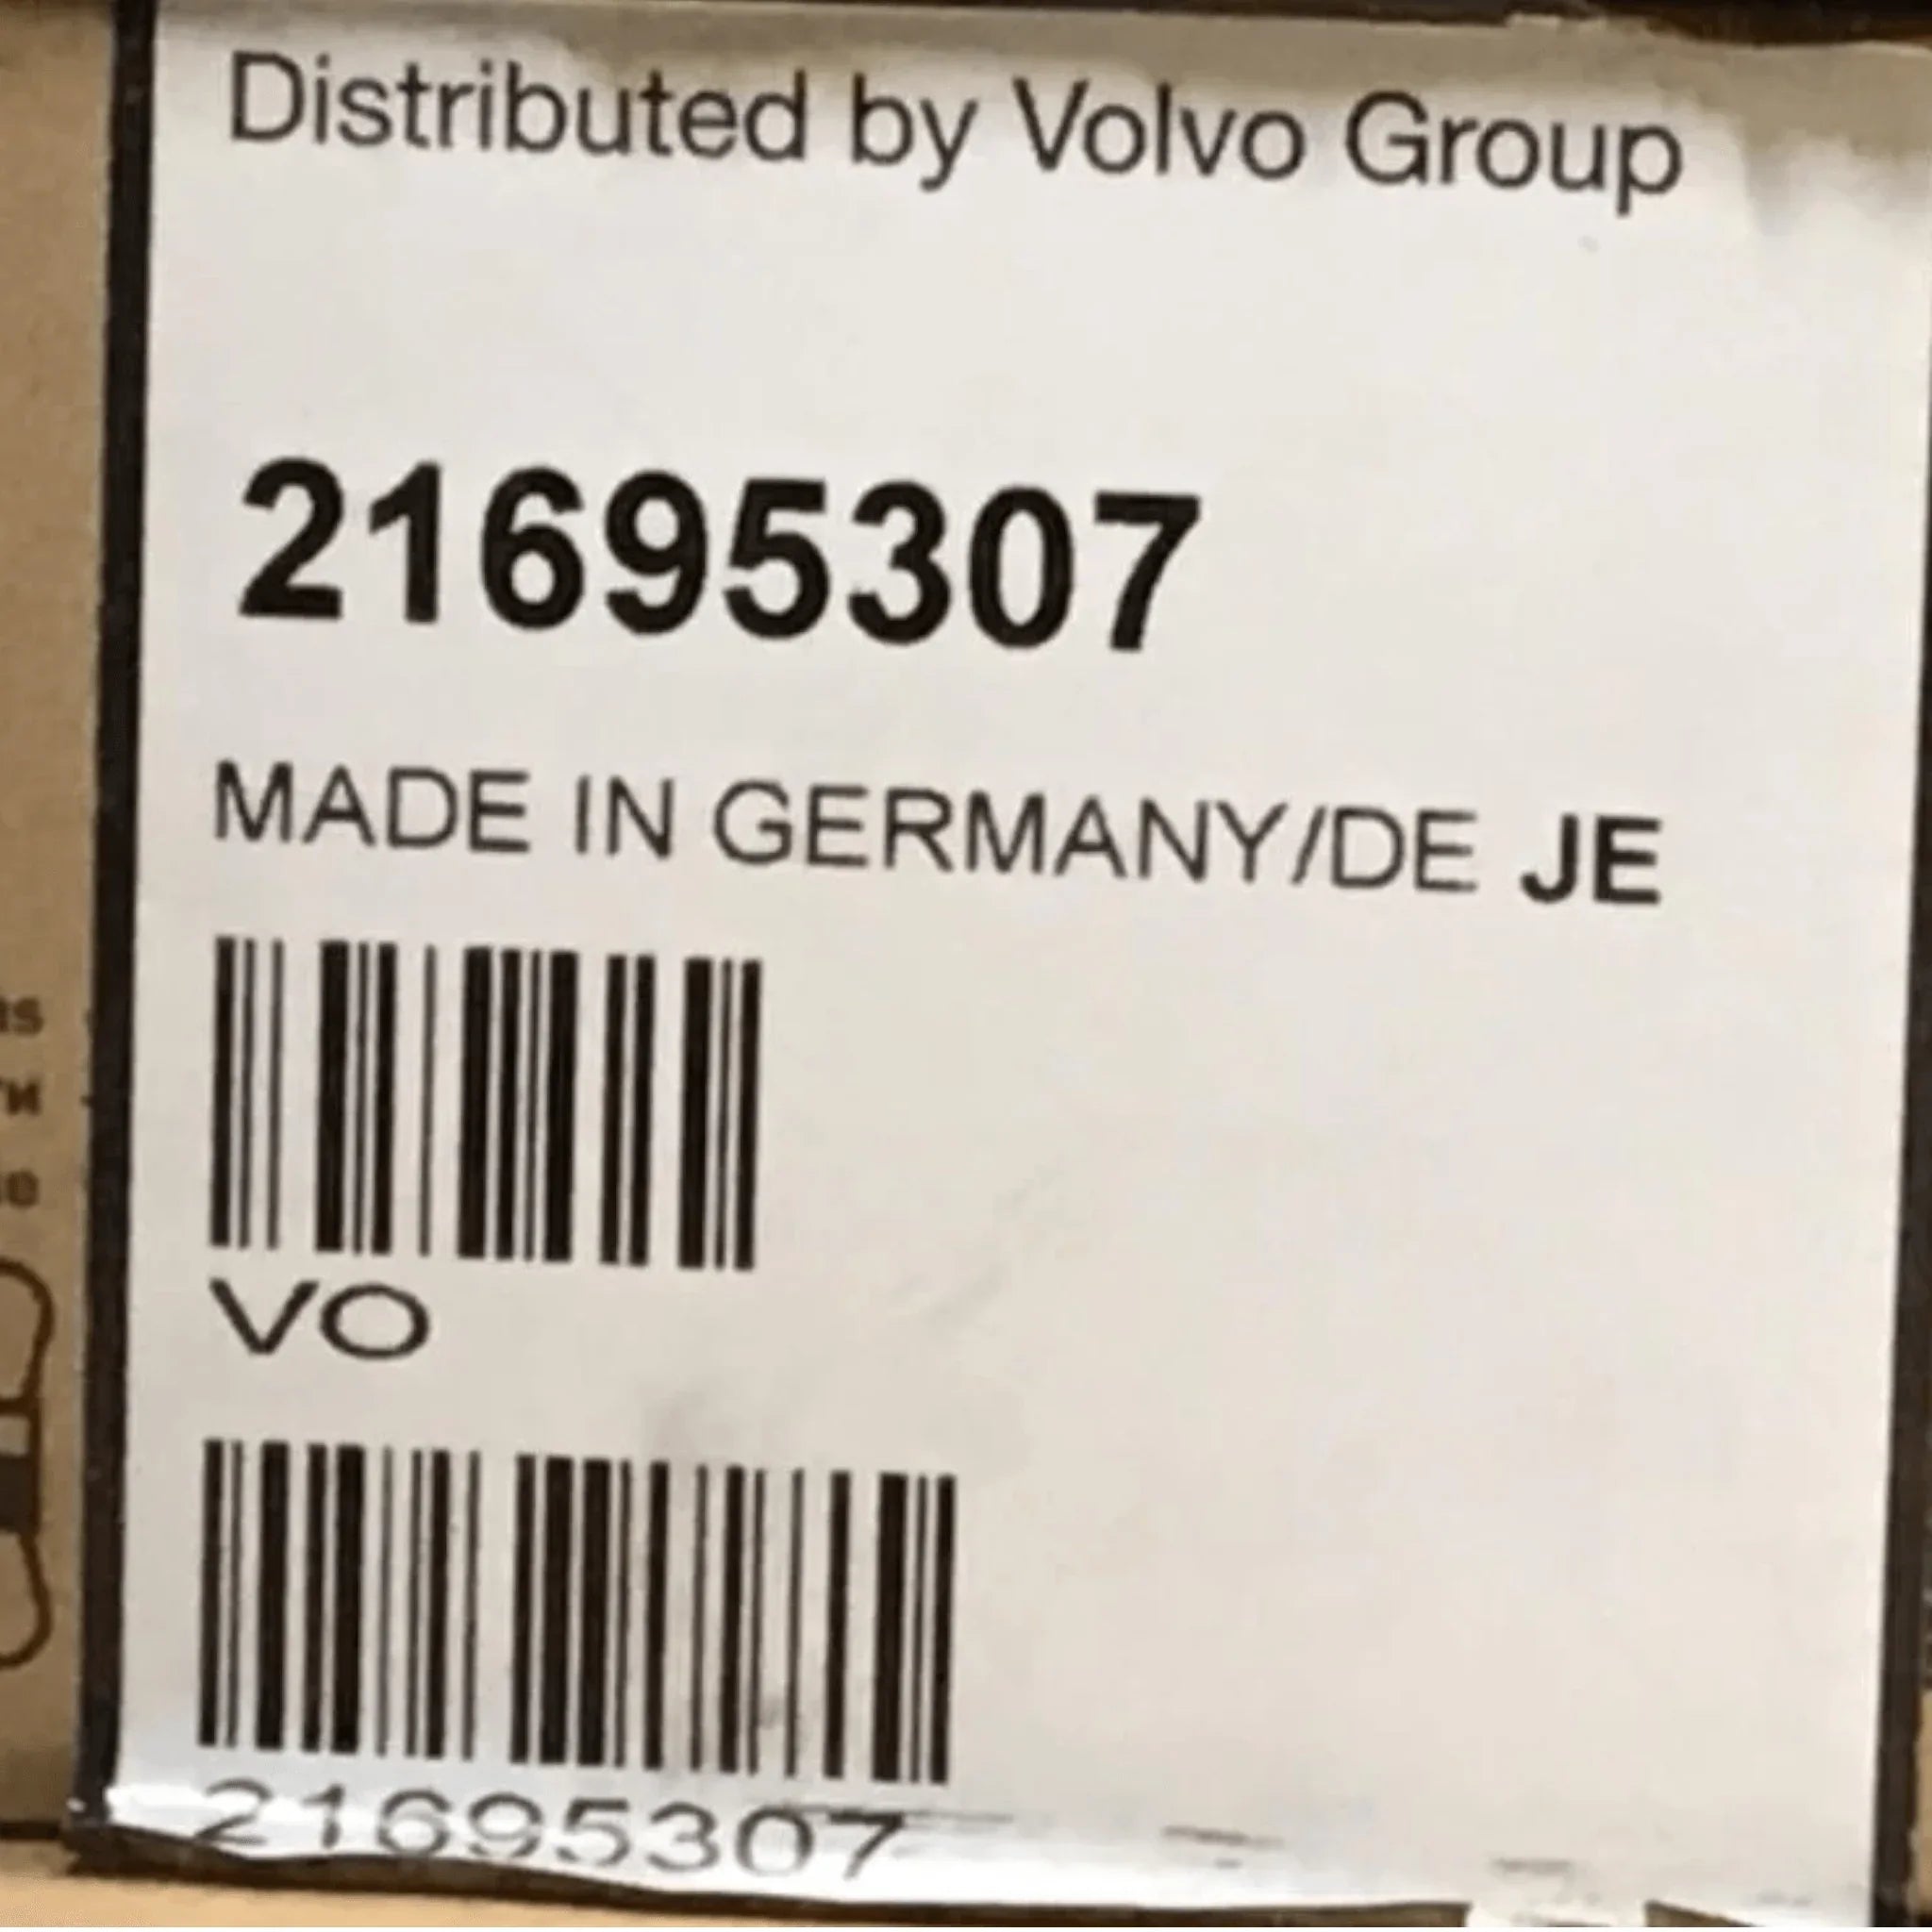 Distributed by Volvo Group
21695307
MADE IN GERMANY/DE JE
VO
21695307